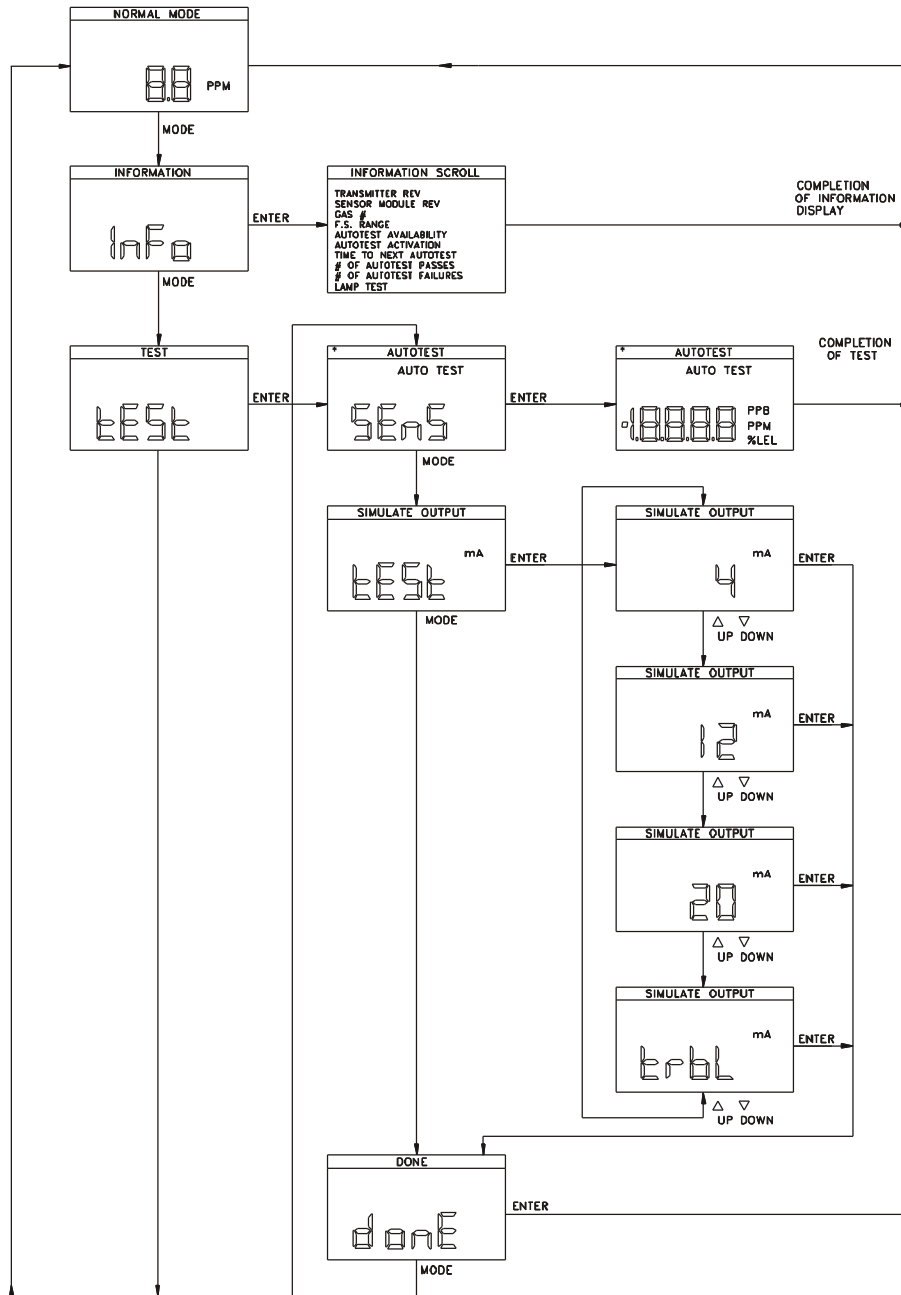 NORMAL MODE
8.8 PPM
MODE
INFORMATION
InFo
ENTER
MODE
INFORMATION SCROLL
TRANSMITTER REV
SENSOR MODULE REV
GAS #
F.S. RANGE
AUTOTEST AVAILABILITY
AUTOTEST ACTIVATION
TIME TO NEXT AUTOTEST
# OF AUTOTEST PASSES
# OF AUTOTEST FAILURES
LAMP TEST
COMPLETION
OF INFORMATION
DISPLAY
TEST
tESt
ENTER
* AUTOTEST
AUTO TEST
SEnS
ENTER
MODE
* AUTOTEST
AUTO TEST
-1.8.8.8.8
PPB
PPM
%LEL
COMPLETION
OF TEST
SIMULATE OUTPUT
mA
tESt
ENTER
MODE
SIMULATE OUTPUT
mA
4
ENTER
△ ▽
UP DOWN
SIMULATE OUTPUT
mA
12
ENTER
△ ▽
UP DOWN
SIMULATE OUTPUT
mA
20
ENTER
△ ▽
UP DOWN
SIMULATE OUTPUT
mA
trbL
ENTER
△ ▽
UP DOWN
DONE
donE
ENTER
MODE